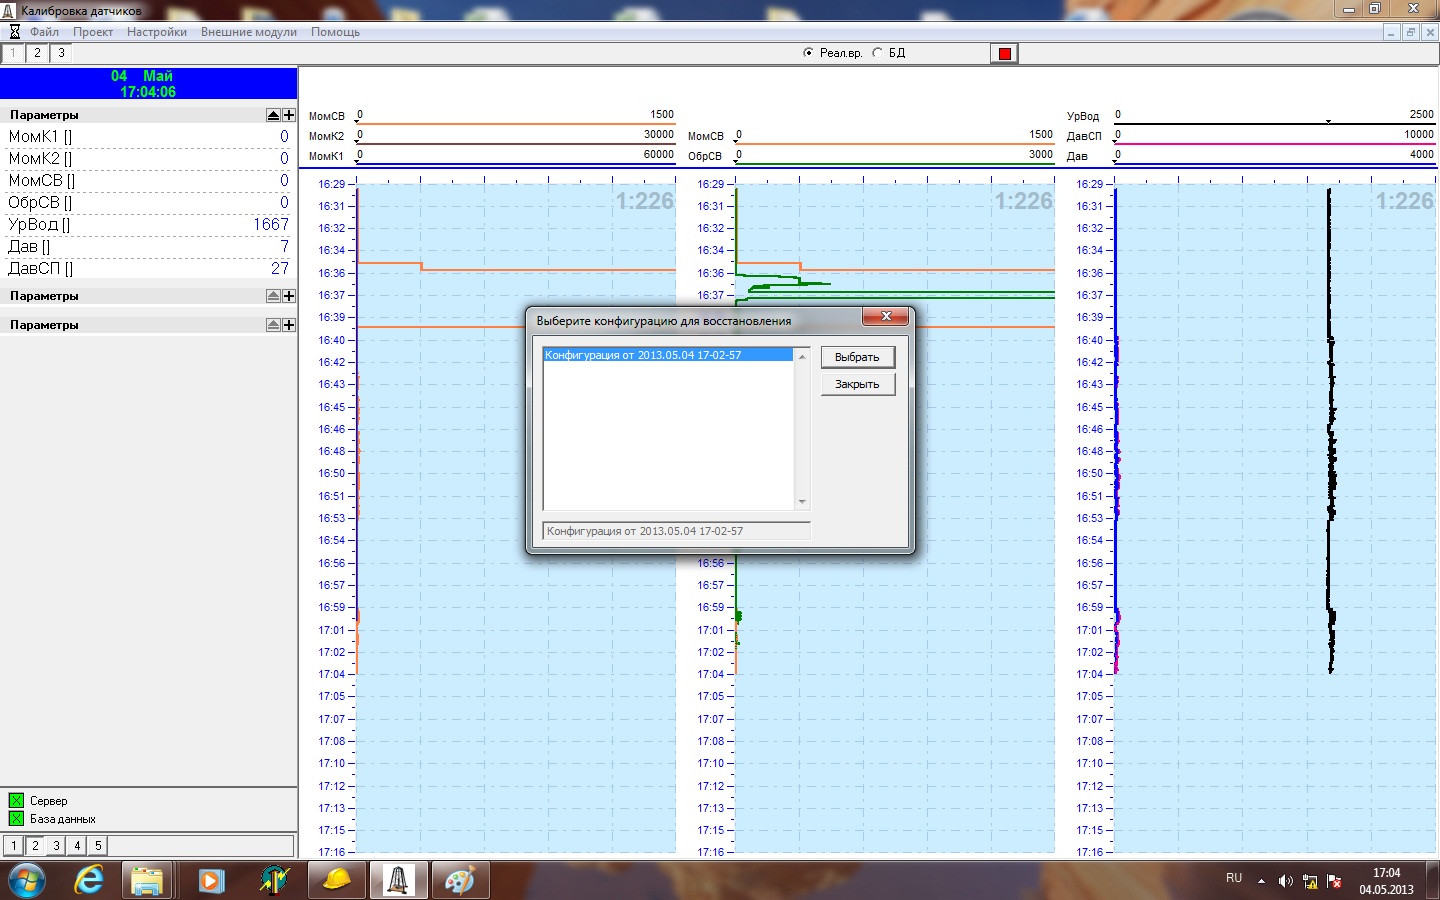 Калибровка датчиков
Файл Проект Настройки Внешние модули Помощь
1 2 3 Реал.вр. БД
04 Май
17:04:06
Параметры
МомК1 [] 0
МомК2 [] 0
МомСВ [] 0
ОбрСВ [] 0
УрВод [] 1667
Дав [] 7
ДавСП [] 27
Параметры
Параметры
Сервер
База данных
1 2 3 4 5
МомСВ 0 1500
МомК2 0 30000
МомК1 0 60000
МомСВ 0 1500
ОбрСВ 0 3000
УрВод 0 2500
ДавСП 0 10000
Дав 0 4000
1:226 1:226 1:226
16:29 16:29 16:29
16:31 16:31 16:31
16:32 16:32 16:32
16:34 16:34 16:34
16:36 16:36 16:36
16:37 16:37 16:37
16:39 16:39
16:40 16:40
16:42 16:42
16:43 16:43
16:45 16:45
16:46 16:46
16:48 16:48
16:50 16:50
16:51 16:51
16:53 16:53
16:54 16:54
16:56 16:56 16:56
16:57 16:57 16:57
16:59 16:59 16:59
17:01 17:01 17:01
17:02 17:02 17:02
17:04 17:04 17:04
17:05 17:05 17:05
17:07 17:07 17:07
17:08 17:08 17:08
17:10 17:10 17:10
17:12 17:12 17:12
17:13 17:13 17:13
17:15 17:15 17:15
17:16 17:16 17:16
Выберите конфигурацию для восстановления
Конфигурация от 2013.05.04 17-02-57
Выбрать
Закрыть
Конфигурация от 2013.05.04 17-02-57
RU
17:04
04.05.2013